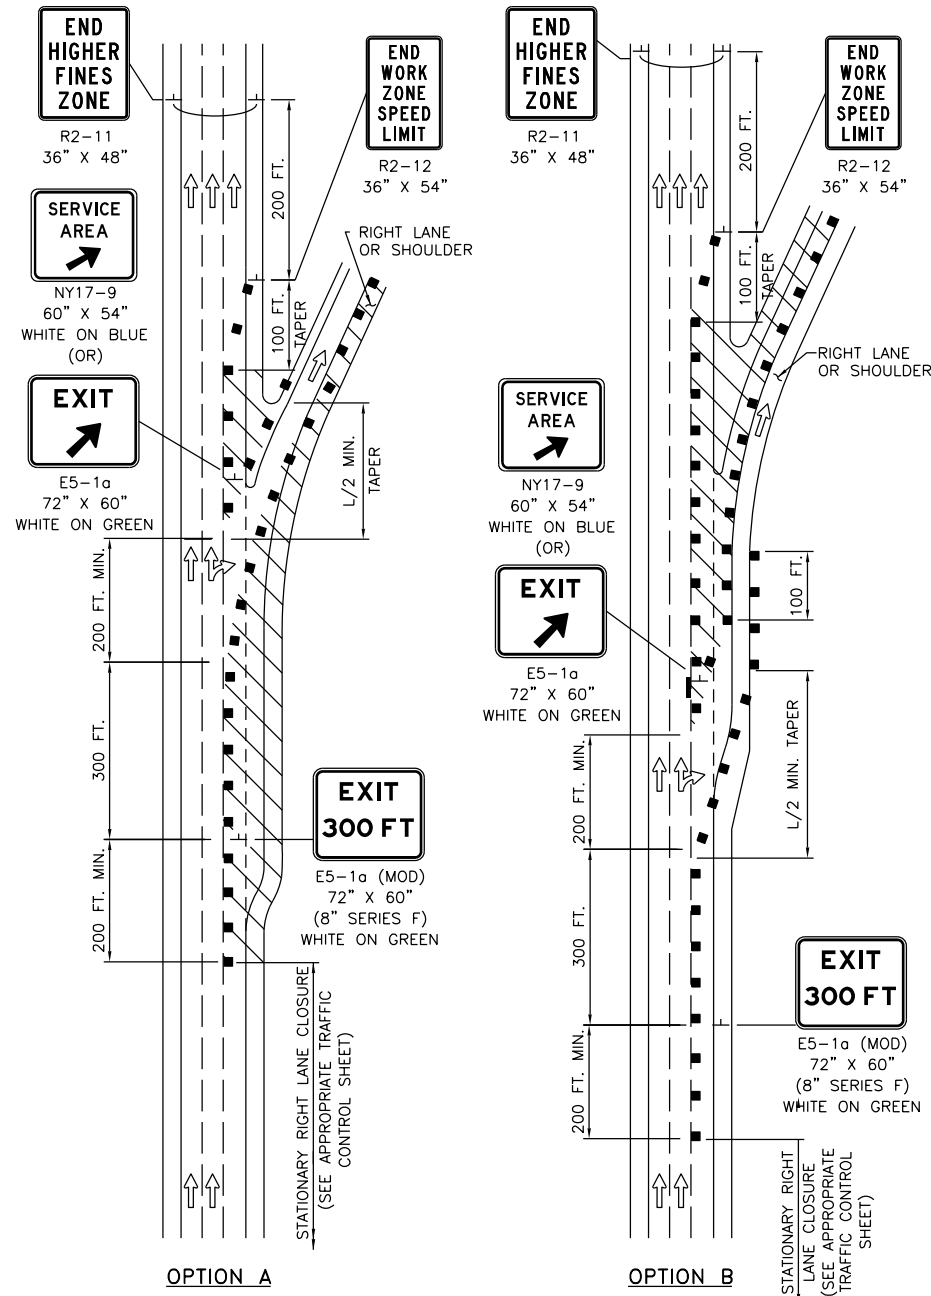 END
HIGHER
FINES
ZONE
R2-11
36" X 48"
END
WORK
ZONE
SPEED
LIMIT
R2-12
36" X 54"
200 FT.
SERVICE
AREA
NY17-9
60" X 54"
WHITE ON BLUE
(OR)
RIGHT LANE
OR SHOULDER
100 FT.
TAPER
EXIT
E5-1a
72" X 60"
WHITE ON GREEN
L/2 MIN.
TAPER
200 FT. MIN.
300 FT.
EXIT
300 FT
E5-1a (MOD)
72" X 60"
(8" SERIES F)
WHITE ON GREEN
200 FT. MIN.
STATIONARY RIGHT LANE CLOSURE
(SEE APPROPRIATE TRAFFIC
CONTROL SHEET)
OPTION A
END
HIGHER
FINES
ZONE
R2-11
36" X 48"
END
WORK
ZONE
SPEED
LIMIT
R2-12
36" X 54"
200 FT.
100 FT.
TAPER
RIGHT LANE
OR SHOULDER
SERVICE
AREA
NY17-9
60" X 54"
WHITE ON BLUE
(OR)
EXIT
E5-1a
72" X 60"
WHITE ON GREEN
100 FT.
L/2 MIN. TAPER
200 FT. MIN.
300 FT.
EXIT
300 FT
E5-1a (MOD)
72" X 60"
(8" SERIES F)
WHITE ON GREEN
200 FT. MIN.
STATIONARY RIGHT
LANE CLOSURE
(SEE APPROPRIATE
TRAFFIC CONTROL
SHEET)
OPTION B